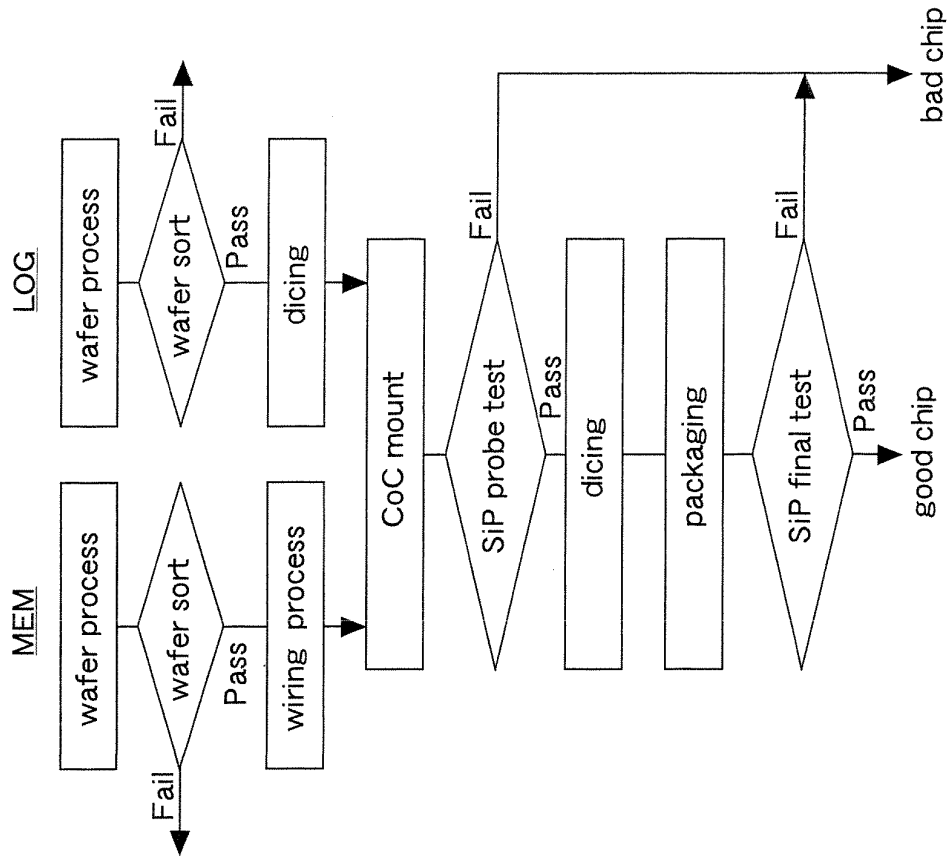 MEM
LOG
wafer process
wafer process
wafer sort
wafer sort
Fail
Fail
Pass
Pass
wiring process
dicing
CoC mount
SiP probe test
Fail
Pass
dicing
packaging
SiP final test
Fail
Pass
good chip
bad chip